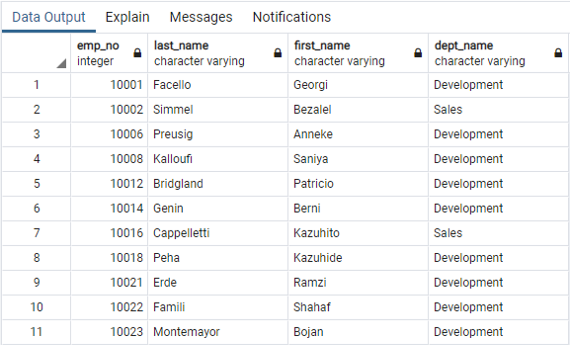 Data Output Explain Messages Notifications
emp_no last_name first_name dept_name
integer character varying character varying character varying
1 10001 Facello Georgi Development
2 10002 Simmel Bezalel Sales
3 10006 Preusig Anneke Development
4 10008 Kalloufi Saniya Development
5 10012 Bridgland Patricio Development
6 10014 Genin Berni Development
7 10016 Cappelletti Kazuhito Sales
8 10018 Peha Kazuhide Development
9 10021 Erde Ramzi Development
10 10022 Famili Shahaf Development
11 10023 Montemayor Bojan Development